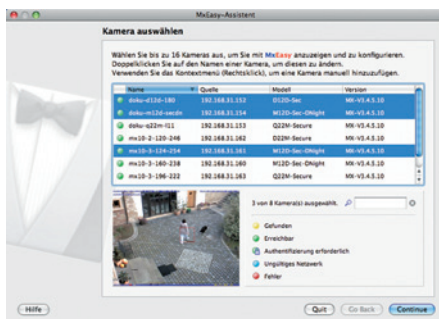 MxEasy-Assistent
Kamera auswählen
Wählen Sie bis zu 16 Kameras aus, um Sie mit MxEasy anzuzeigen und zu konfigurieren.
Doppelklicken Sie auf den Namen einer Kamera, um diesen zu ändern.
Verwenden Sie das Kontextmenü (Rechtsklick), um eine Kamera manuell hinzuzufügen.
Name Quelle Modell Version
doku-d12d-180 192.168.31.152 D12D-Sec MX-V3.4.5.10
doku-m12d-secdn 192.168.31.154 M12D-Sec-DNight MX-V3.4.5.10
doku-q22m-l11 192.168.31.153 Q22M-Secure MX-V3.4.5.10
mx10-2-120-246 192.168.31.162 D22M-Secure MX-V3.4.5.10
mx10-3-124-254 192.168.31.161 M12D-Sec-DNight MX-V3.4.5.10
mx10-3-160-238 192.168.31.160 M12D-Sec-DNight MX-V3.4.5.10
mx10-3-196-222 192.168.31.163 Q22M-Secure MX-V3.4.5.10
3 von 8 Kamera(s) ausgewählt.
Gefunden
Erreichbar
Authentifizierung erforderlich
Ungültiges Netzwerk
Fehler
Hilfe Quit Go Back Continue